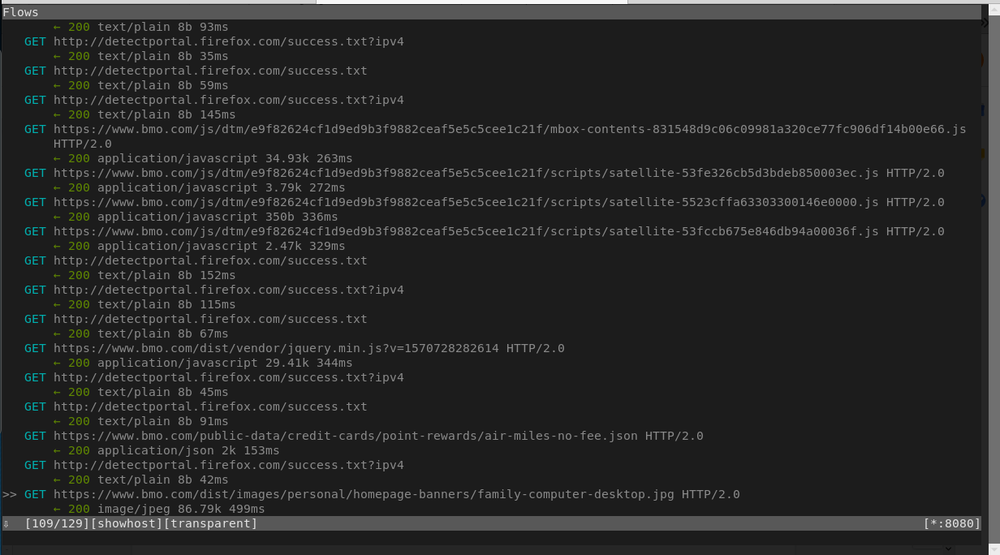 Flows
← 200 text/plain 8b 93ms
GET http://detectportal.firefox.com/success.txt?ipv4
← 200 text/plain 8b 35ms
GET http://detectportal.firefox.com/success.txt
← 200 text/plain 8b 59ms
GET http://detectportal.firefox.com/success.txt?ipv4
← 200 text/plain 8b 145ms
GET https://www.bmo.com/js/dtm/e9f82624cf1d9ed9b3f9882ceaf5e5c5cee1c21f/mbox-contents-831548d9c06c09981a320ce77fc906df14b00e66.js
HTTP/2.0
← 200 application/javascript 34.93k 263ms
GET https://www.bmo.com/js/dtm/e9f82624cf1d9ed9b3f9882ceaf5e5c5cee1c21f/scripts/satellite-53fe326cb5d3bdeb850003ec.js HTTP/2.0
← 200 application/javascript 3.79k 272ms
GET https://www.bmo.com/js/dtm/e9f82624cf1d9ed9b3f9882ceaf5e5c5cee1c21f/scripts/satellite-5523cffa63303300146e0000.js HTTP/2.0
← 200 application/javascript 350b 336ms
GET https://www.bmo.com/js/dtm/e9f82624cf1d9ed9b3f9882ceaf5e5c5cee1c21f/scripts/satellite-53fccb675e846db94a00036f.js HTTP/2.0
← 200 application/javascript 2.47k 329ms
GET http://detectportal.firefox.com/success.txt
← 200 text/plain 8b 152ms
GET http://detectportal.firefox.com/success.txt?ipv4
← 200 text/plain 8b 115ms
GET http://detectportal.firefox.com/success.txt
← 200 text/plain 8b 67ms
GET https://www.bmo.com/dist/vendor/jquery.min.js?v=1570728282614 HTTP/2.0
← 200 application/javascript 29.41k 344ms
GET http://detectportal.firefox.com/success.txt?ipv4
← 200 text/plain 8b 45ms
GET http://detectportal.firefox.com/success.txt
← 200 text/plain 8b 91ms
GET https://www.bmo.com/public-data/credit-cards/point-rewards/air-miles-no-fee.json HTTP/2.0
← 200 application/json 2k 153ms
GET http://detectportal.firefox.com/success.txt?ipv4
← 200 text/plain 8b 42ms
>> GET https://www.bmo.com/dist/images/personal/homepage-banners/family-computer-desktop.jpg HTTP/2.0
← 200 image/jpeg 86.79k 499ms
⇩ [109/129][showhost][transparent] [*:8080]